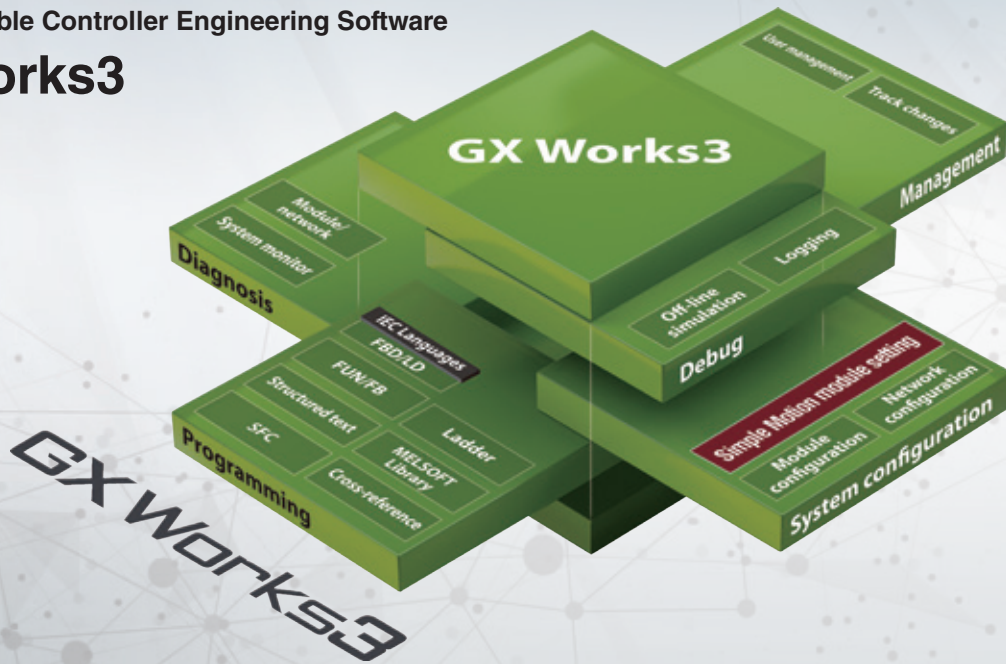 ble Controller Engineering Software
orks3
User management
Track changes
Management
GX Works3
Module/
network
System monitor
Diagnosis
Logging
Off-line
simulation
Debug
IEC Languages
FBD/LD
FUN/FB
Structured text
SFC
Ladder
MELSOFT
Library
Cross-reference
Programming
Simple Motion module setting
Network
configuration
Module
configuration
System configuration
GX Works3